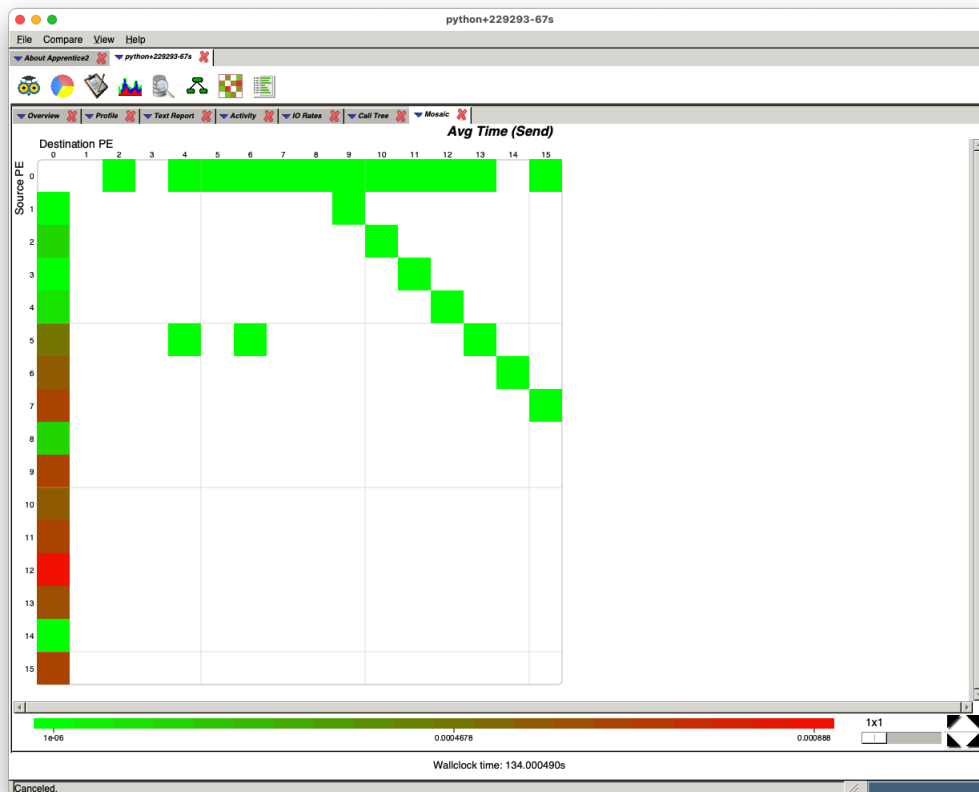 python+229293-67s
File Compare View Help
About Apprentice2 python+229293-67s
Overview Profile Text Report Activity IO Rates Call Tree Mosaic
Avg Time (Send)
Destination PE
0 1 2 3 4 5 6 7 8 9 10 11 12 13 14 15
Source PE
0
1
2
3
4
5
6
7
8
9
10
11
12
13
14
15
1x1
1e-06 0.0004678 0.000888
Wallclock time: 134.000490s
Canceled.